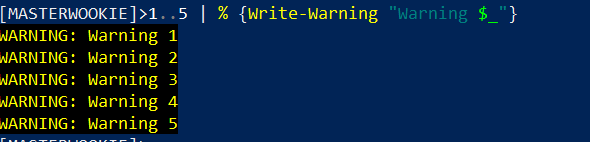 [MASTERWOOKIE]>1..5 | % {Write-Warning "Warning $_"}
WARNING: Warning 1
WARNING: Warning 2
WARNING: Warning 3
WARNING: Warning 4
WARNING: Warning 5
[MASTERWOOKIE]>